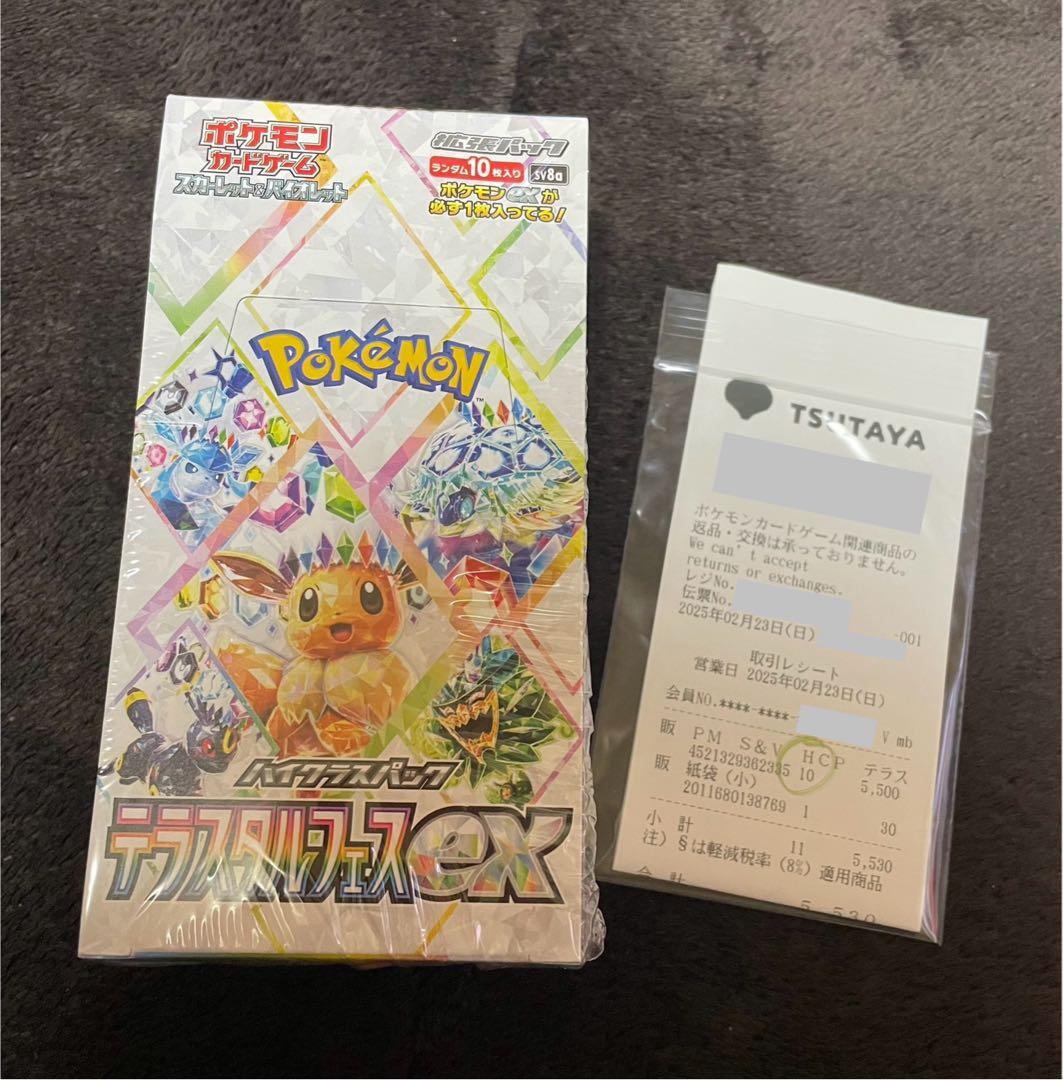 ポケモン
カードゲーム
スカーレット&バイオレット
拡張パック
ランダム10枚入り sv8a
ポケモンexが
必ず1枚入ってる！
POKéMON
TM
ハイクラスパック
テラスタルフェスex
TSUTAYA
ポケモンカードゲーム関連商品の
返品・交換は承っておりません。
We can't accept
returns or exchanges.
レジNo.
伝票No.
2025年02月23日(日) -001
取引レシート
営業日 2025年02月23日(日)
会員NO.****-****- V mb
販 PM S&V HCP テラス
4521329362335 10 5,500
販 紙袋（小）
2011680138769 1 30
小 計 11 5,530
注）§は軽減税率（8%）適用商品
合 計 5,530